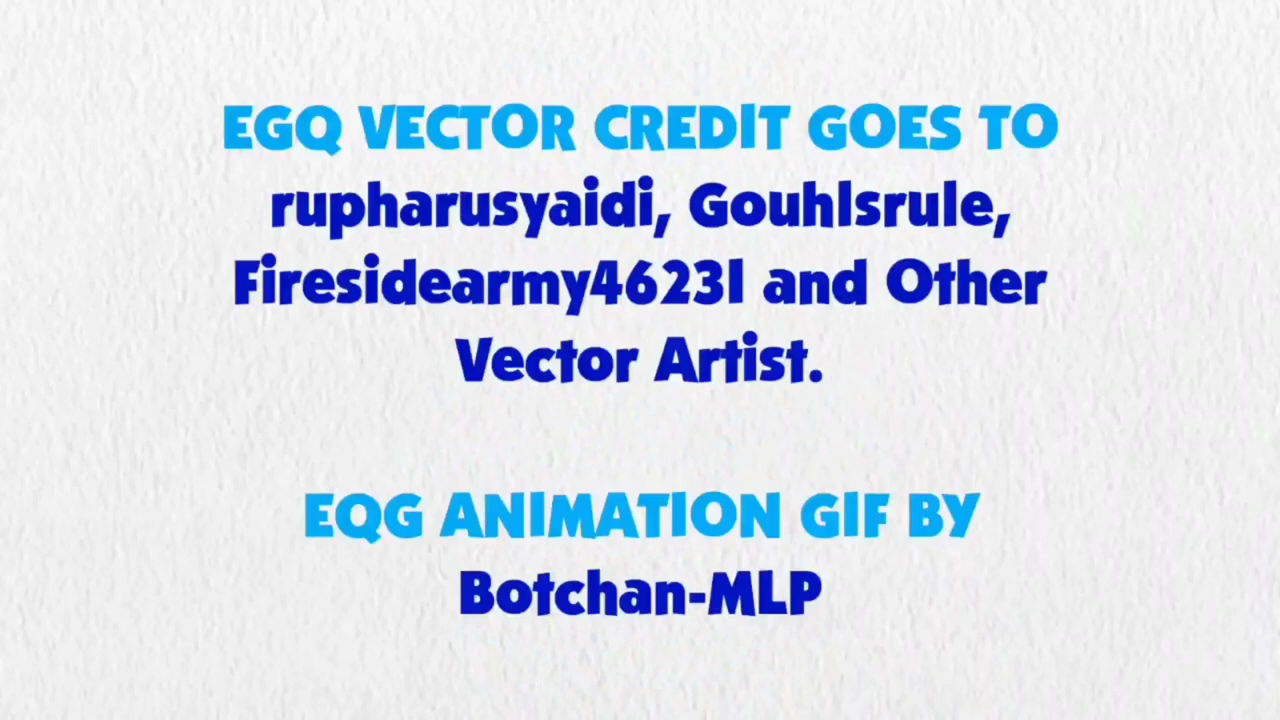 EGQ VECTOR CREDIT GOES TO
rupharusyaidi, Gouhlsrule,
Firesidearmy46231 and Other
Vector Artist.
EQG ANIMATION GIF BY
Botchan-MLP